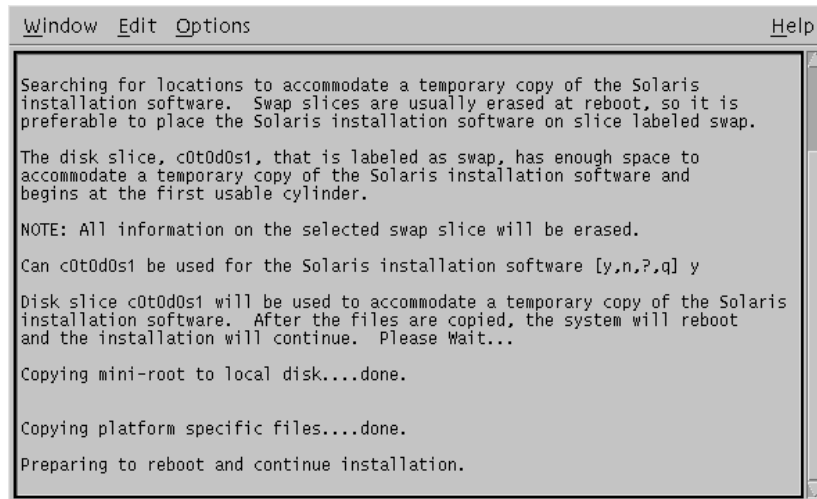 Window Edit Options Help
Searching for locations to accommodate a temporary copy of the Solaris
installation software.  Swap slices are usually erased at reboot, so it is
preferable to place the Solaris installation software on slice labeled swap.
The disk slice, c0t0d0s1, that is labeled as swap, has enough space to
accommodate a temporary copy of the Solaris installation software and
begins at the first usable cylinder.
NOTE: All information on the selected swap slice will be erased.
Can c0t0d0s1 be used for the Solaris installation software [y,n,?,q] y
Disk slice c0t0d0s1 will be used to accommodate a temporary copy of the Solaris
installation software.  After the files are copied, the system will reboot
and the installation will continue.  Please Wait...
Copying mini-root to local disk....done.
Copying platform specific files....done.
Preparing to reboot and continue installation.